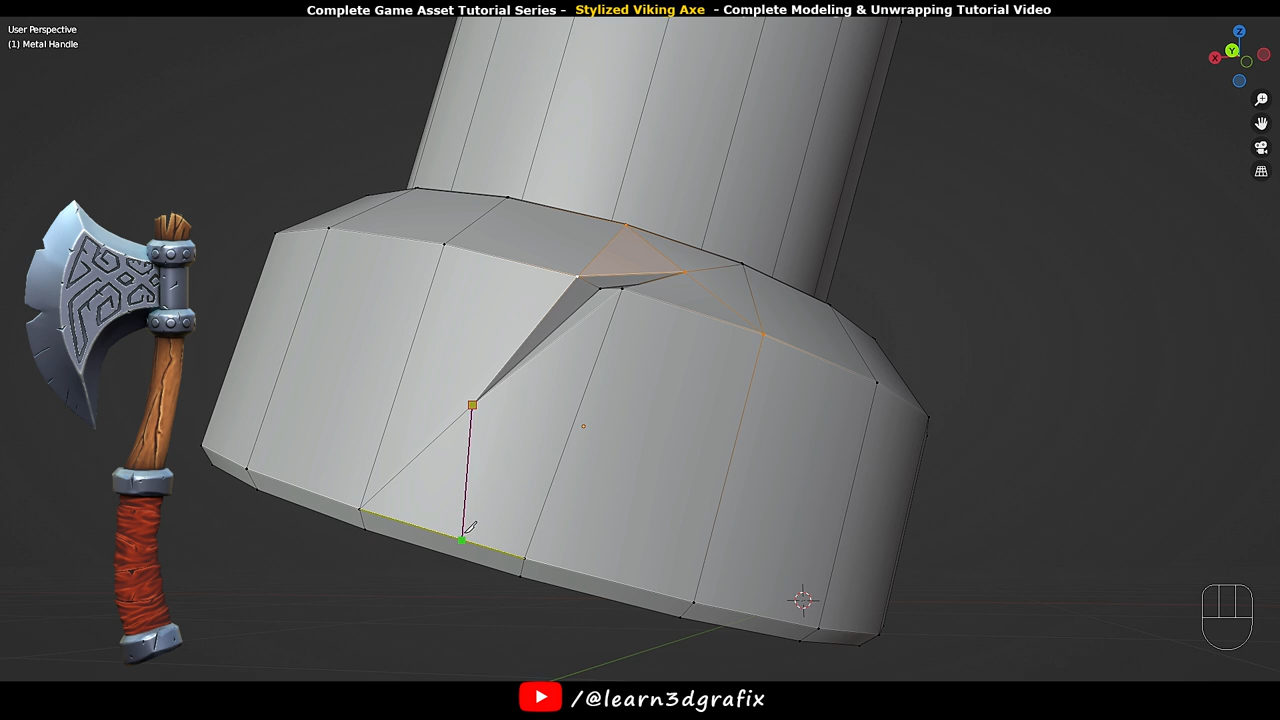 Complete Game Asset Tutorial Series - Stylized Viking Axe - Complete Modeling & Unwrapping Tutorial Video
User Perspective
(1) Metal Handle
Z
Y
X
/@learn3dgrafix